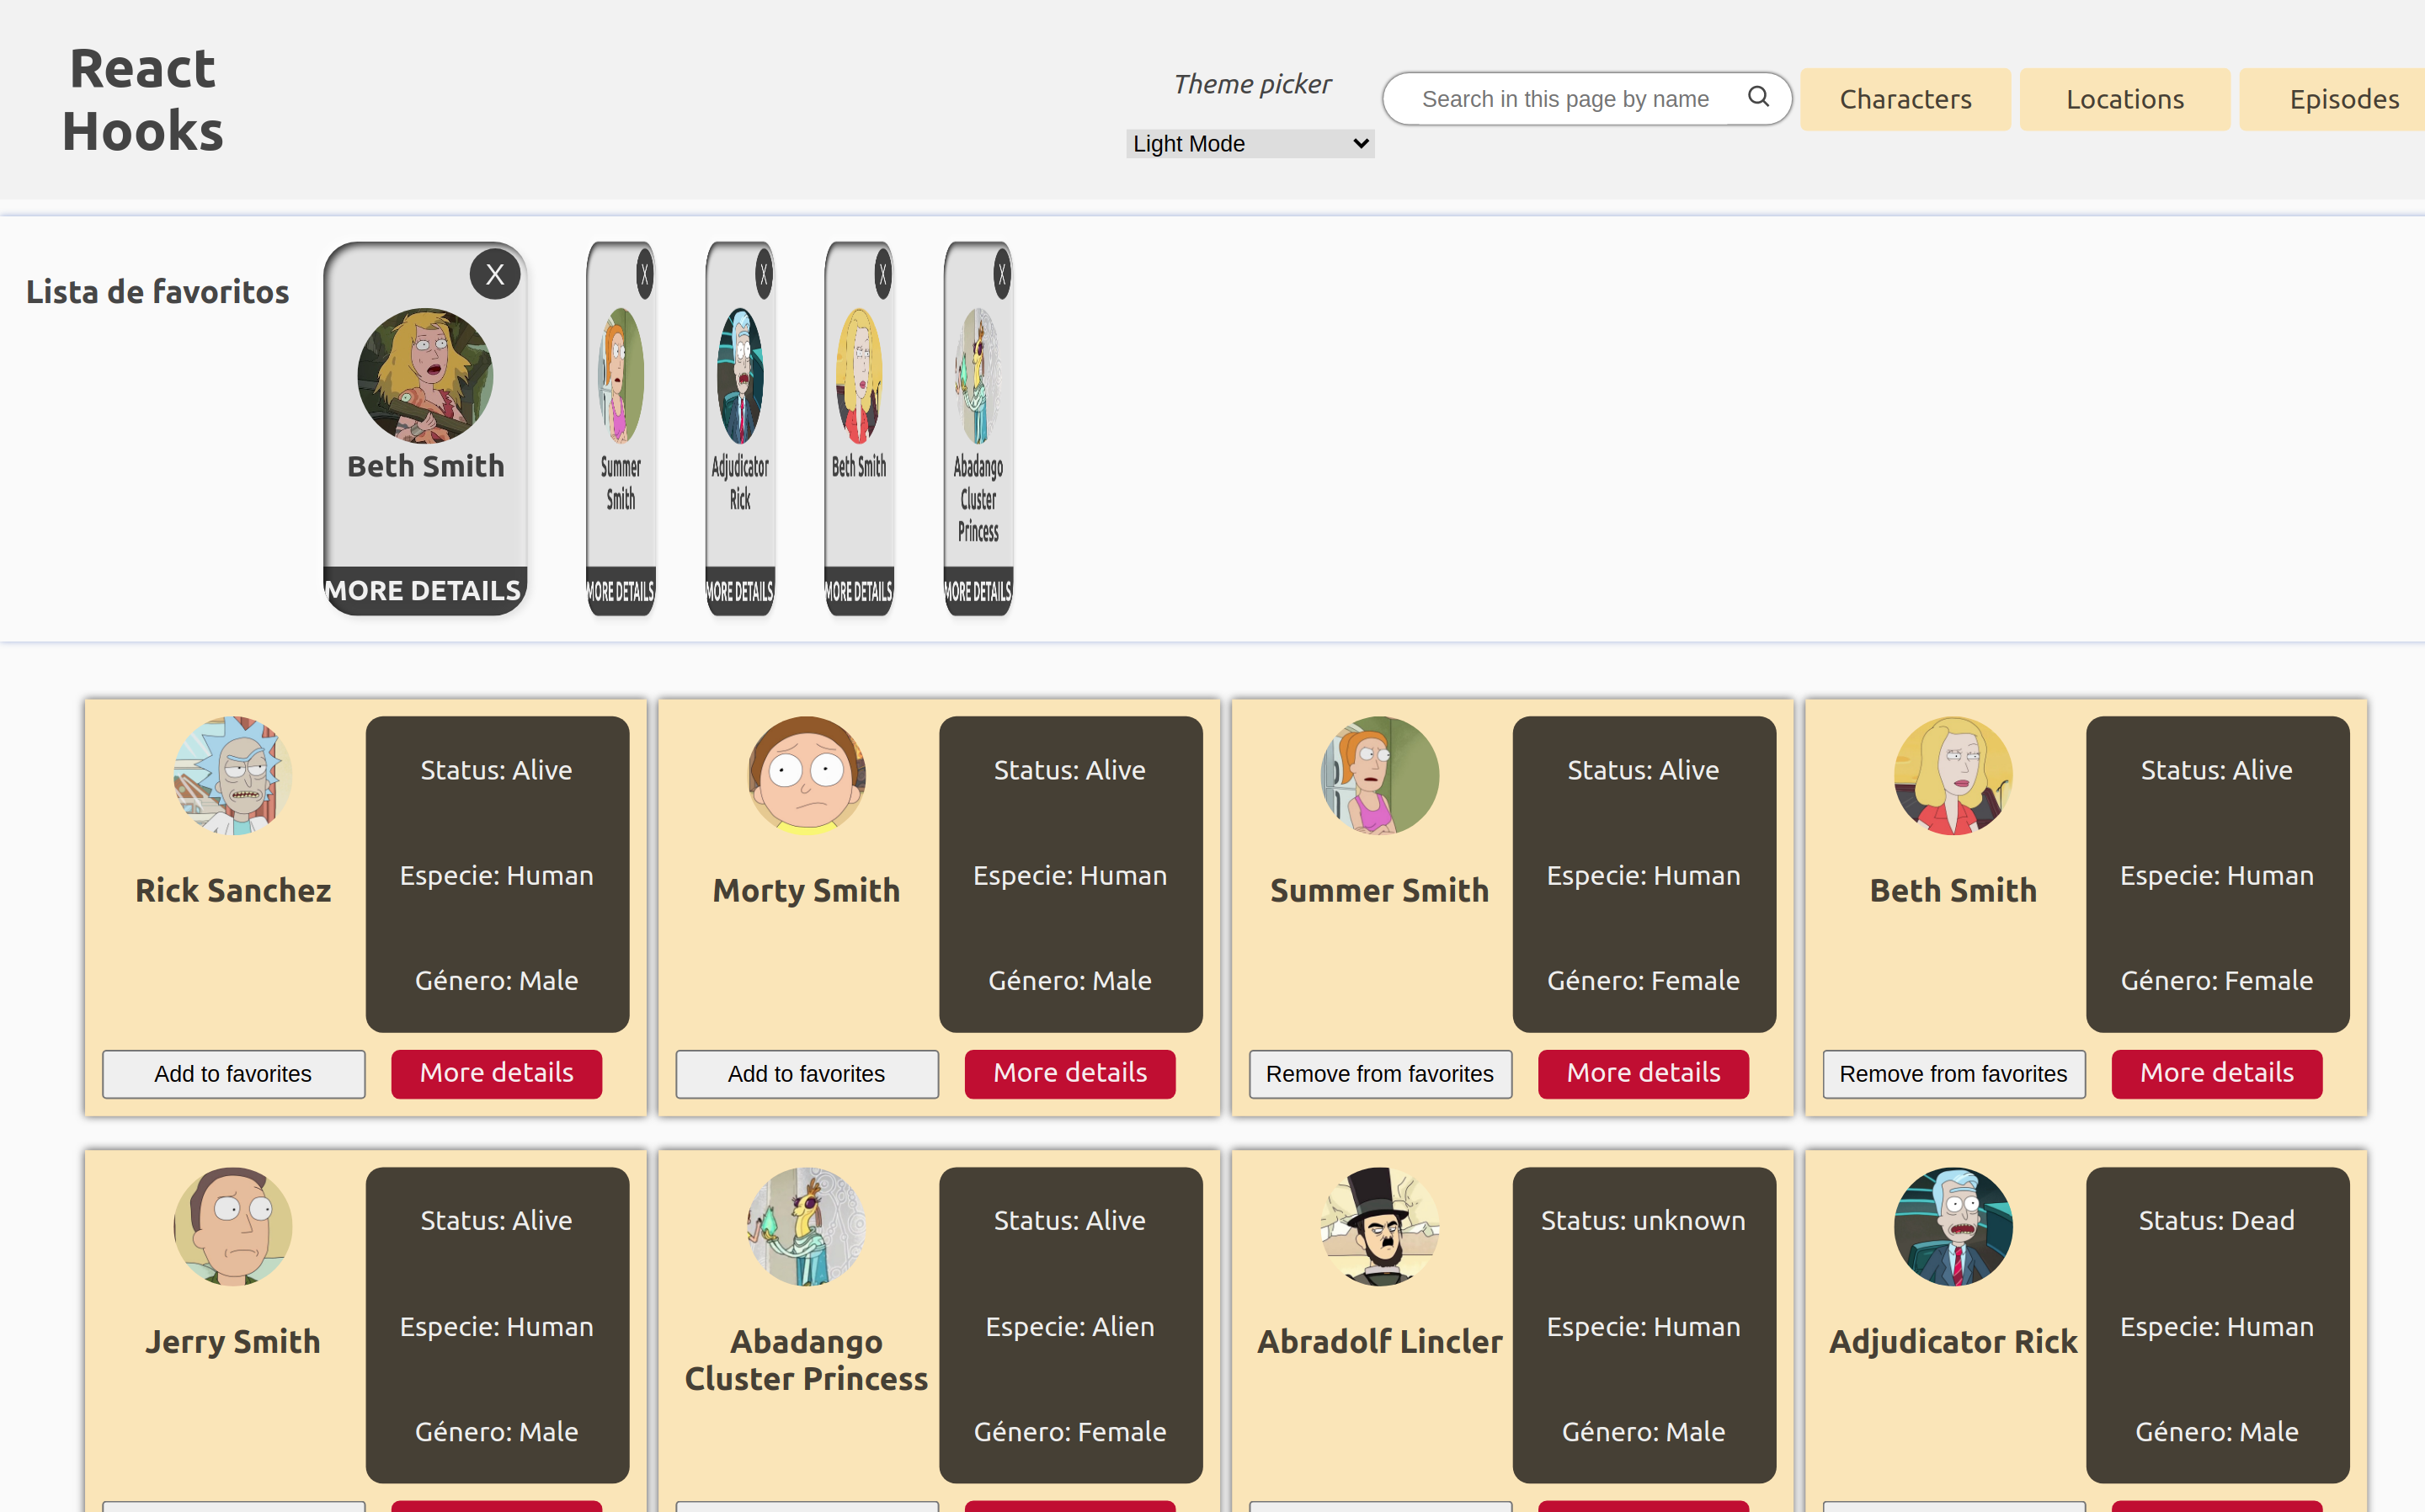 React
Hooks
Theme picker
Light Mode
Search in this page by name
Characters
Locations
Episodes
Lista de favoritos
X
Beth Smith
MORE DETAILS
X
Summer
Smith
MORE DETAILS
X
Adjudicator
Rick
MORE DETAILS
X
Beth Smith
MORE DETAILS
X
Abadango
Cluster
Princess
MORE DETAILS
Rick Sanchez
Status: Alive
Especie: Human
Género: Male
Add to favorites
More details
Morty Smith
Status: Alive
Especie: Human
Género: Male
Add to favorites
More details
Summer Smith
Status: Alive
Especie: Human
Género: Female
Remove from favorites
More details
Beth Smith
Status: Alive
Especie: Human
Género: Female
Remove from favorites
More details
Jerry Smith
Status: Alive
Especie: Human
Género: Male
Abadango
Cluster Princess
Status: Alive
Especie: Alien
Género: Female
Abradolf Lincler
Status: unknown
Especie: Human
Género: Male
Adjudicator Rick
Status: Dead
Especie: Human
Género: Male